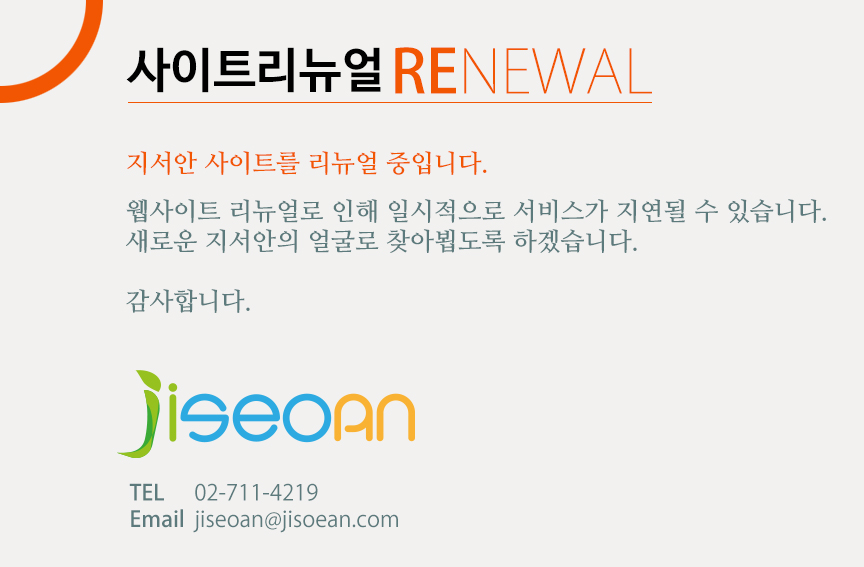 사이트리뉴얼 RENEWAL
지서안 사이트를 리뉴얼 중입니다.
웹사이트 리뉴얼로 인해 일시적으로 서비스가 지연될 수 있습니다.
새로운 지서안의 얼굴로 찾아뵙도록 하겠습니다.
감사합니다.
jiseoan
TEL 02-711-4219
Email jiseoan@jisoean.com